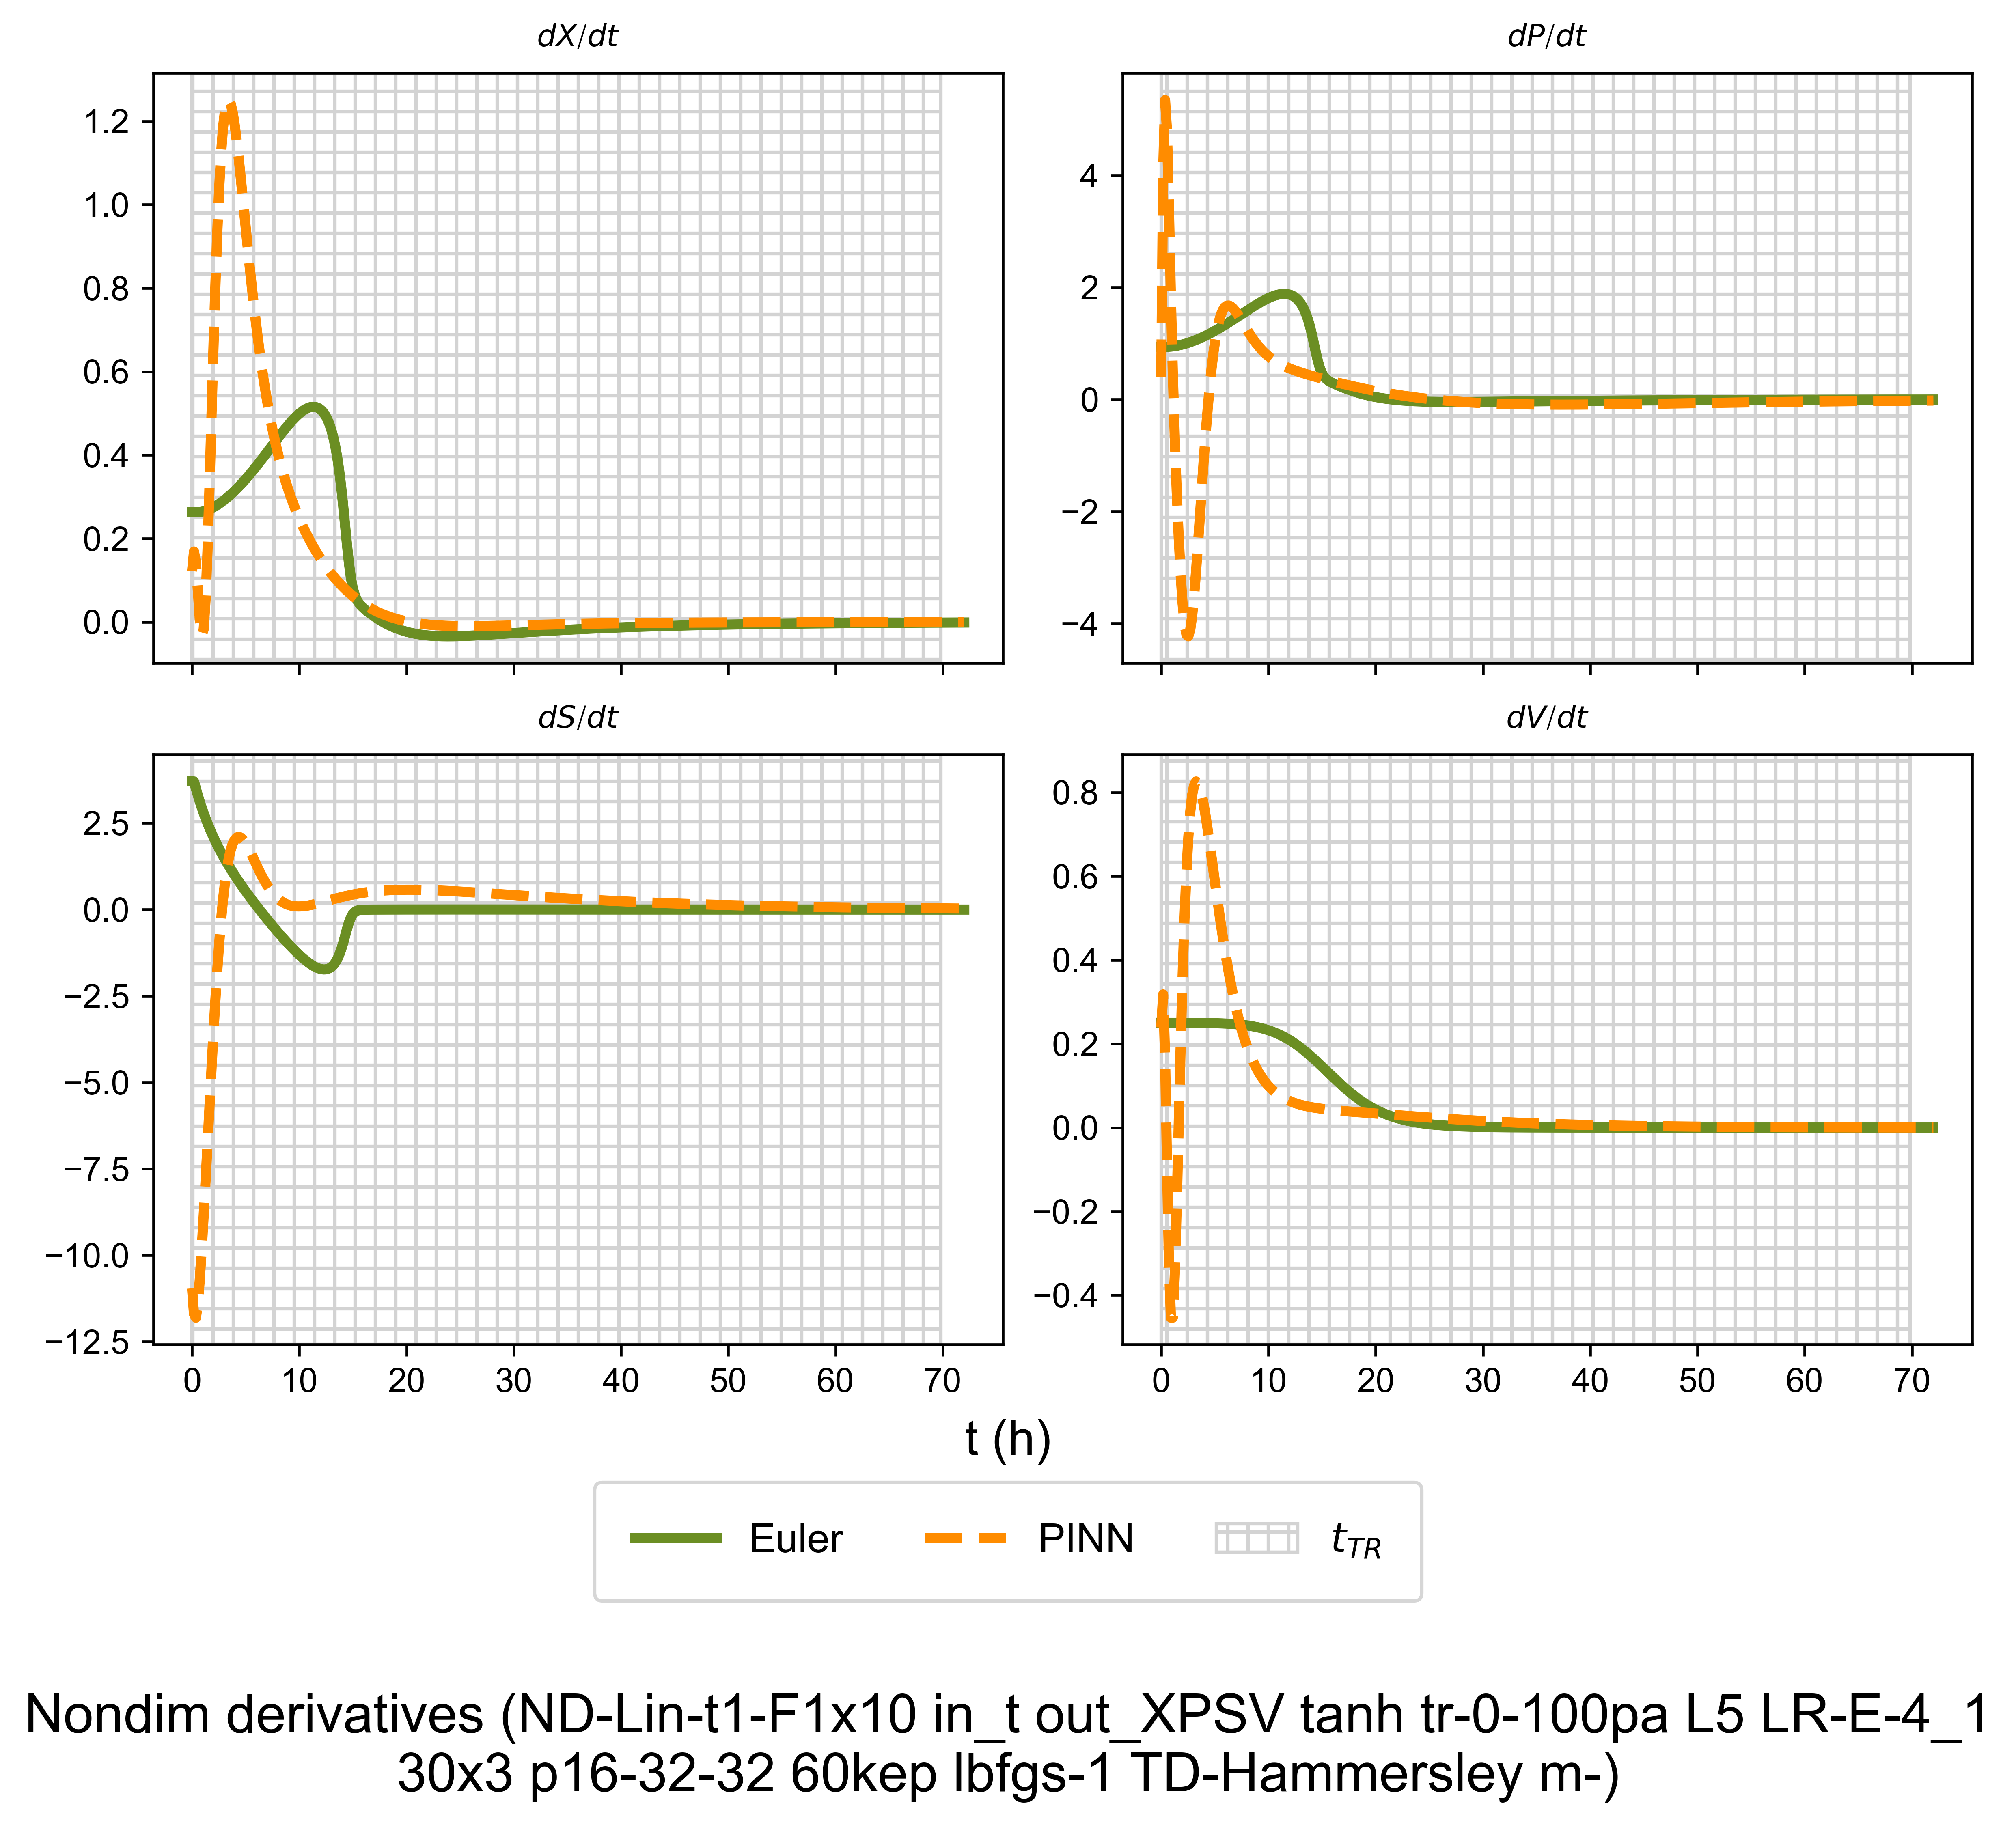 dX/dt
dP/dt
1.2
1.0
0.8
0.6
0.4
0.2
0.0
4
2
0
−2
−4
dS/dt
dV/dt
2.5
0.0
−2.5
−5.0
−7.5
−10.0
−12.5
0.8
0.6
0.4
0.2
0.0
−0.2
−0.4
0 10 20 30 40 50 60 70
0 10 20 30 40 50 60 70
t (h)
Euler PINN t_TR
Nondim derivatives (ND-Lin-t1-F1x10 in_t out_XPSV tanh tr-0-100pa L5 LR-E-4_1
30x3 p16-32-32 60kep lbfgs-1 TD-Hammersley m-)